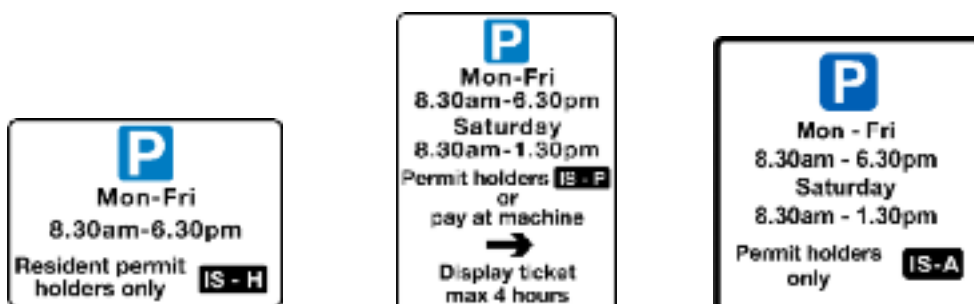 P
Mon-Fri
8.30am-6.30pm
Resident permit
holders only IS - H
P
Mon-Fri
8.30am-6.30pm
Saturday
8.30am-1.30pm
Permit holders IS - P
or
pay at machine
Display ticket
max 4 hours
P
Mon - Fri
8.30am - 6.30pm
Saturday
8.30am - 1.30pm
Permit holders
only IS-A